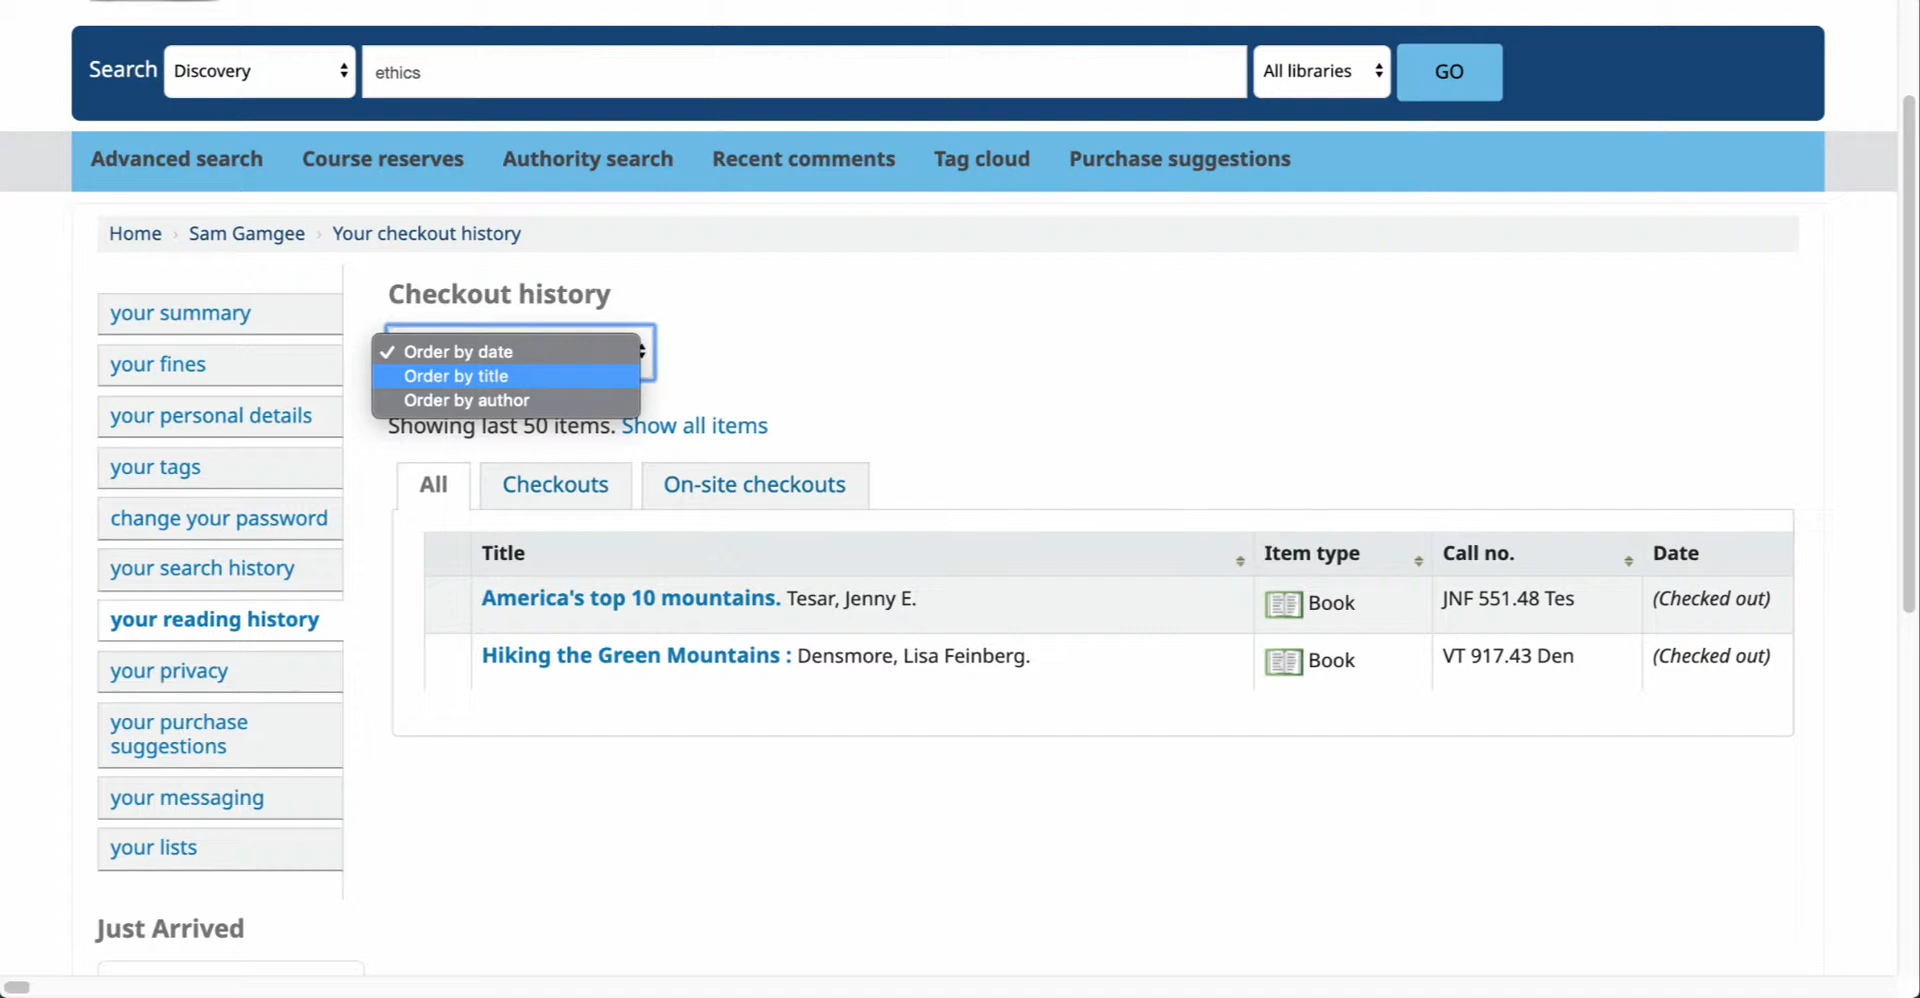 Search Discovery ethics All libraries GO
Advanced search Course reserves Authority search Recent comments Tag cloud Purchase suggestions
Home › Sam Gamgee › Your checkout history
your summary
your fines
your personal details
your tags
change your password
your search history
your reading history
your privacy
your purchase
suggestions
your messaging
your lists
Just Arrived
Checkout history
✓ Order by date
Order by title
Order by author
Showing last 50 items. Show all items
All Checkouts On-site checkouts
Title Item type Call no. Date
America's top 10 mountains. Tesar, Jenny E. Book JNF 551.48 Tes (Checked out)
Hiking the Green Mountains : Densmore, Lisa Feinberg. Book VT 917.43 Den (Checked out)